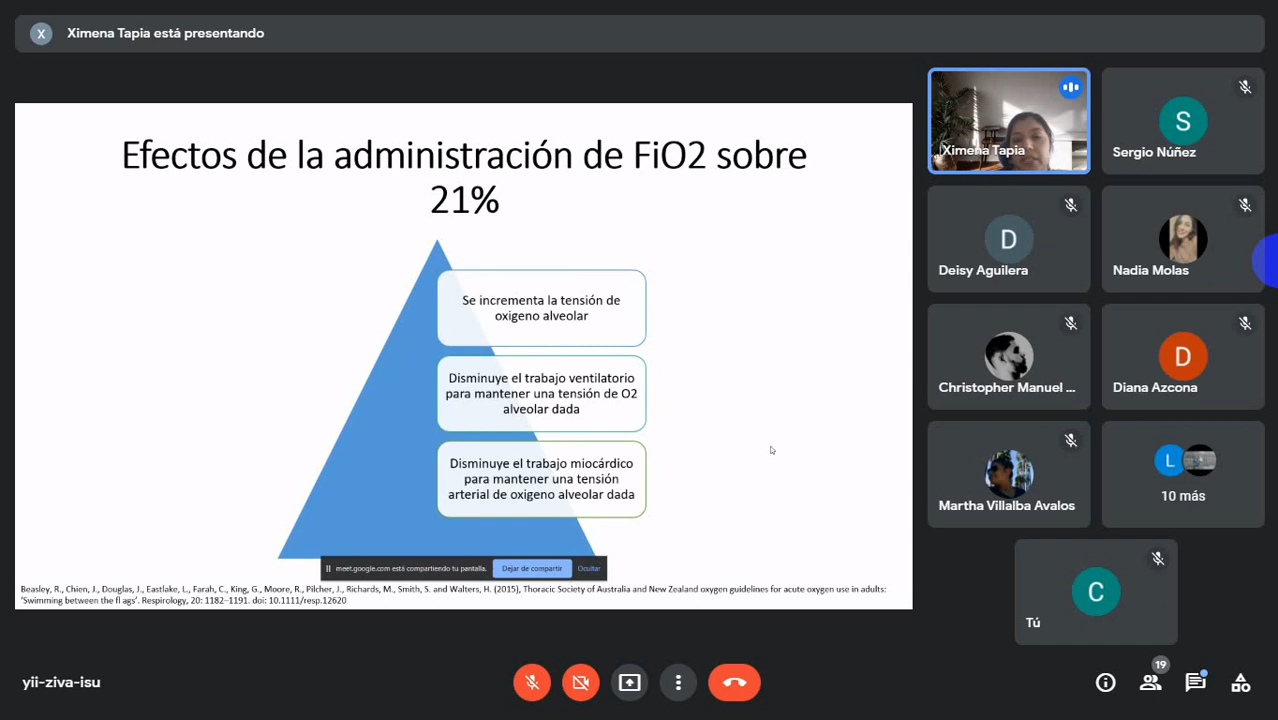 X
Ximena Tapia está presentando
Efectos de la administración de FiO2 sobre
21%
Se incrementa la tensión de
oxigeno alveolar
Disminuye el trabajo ventilatorio
para mantener una tensión de O2
alveolar dada
Disminuye el trabajo miocárdico
para mantener una tensión
arterial de oxigeno alveolar dada
meet.google.com está compartiendo tu pantalla.
Dejar de compartir
Ocultar
Beasley, R., Chien, J., Douglas, J., Eastlake, L., Farah, C., King, G., Moore, R., Pilcher, J., Richards, M., Smith, S. and Walters, H. (2015), Thoracic Society of Australia and New Zealand oxygen guidelines for acute oxygen use in adults:
'Swimming between the fl ags'. Respirology, 20: 1182–1191. doi: 10.1111/resp.12620
Ximena Tapia
S
Sergio Núñez
D
Deisy Aguilera
Nadia Molas
Christopher Manuel ...
D
Diana Azcona
Martha Villalba Avalos
L
10 más
C
Tú
yii-ziva-isu
19